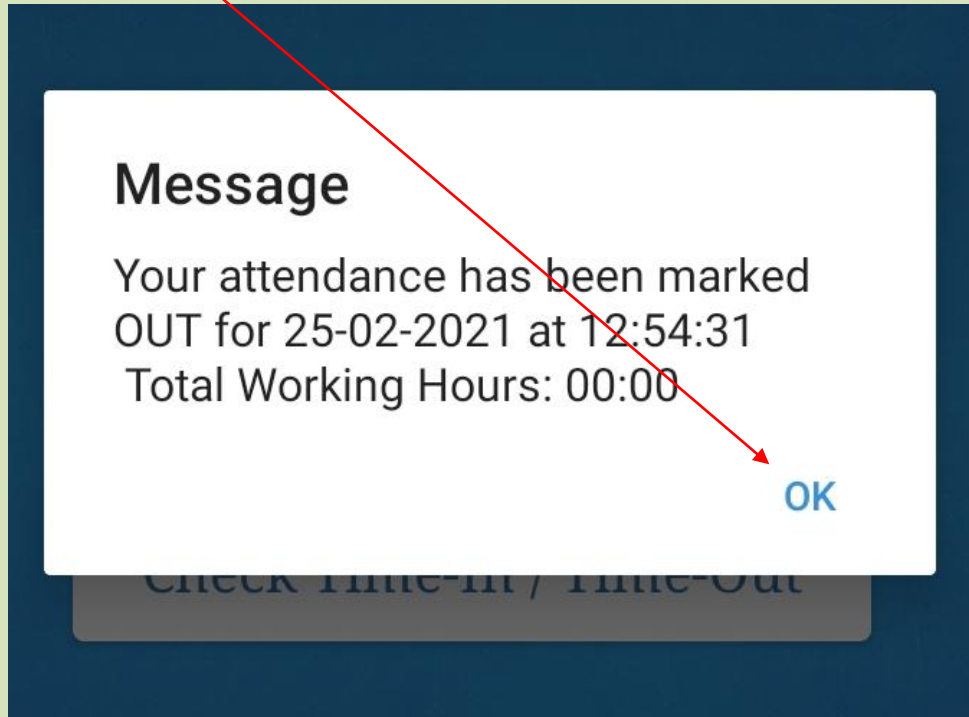 Message
Your attendance has been marked
OUT for 25-02-2021 at 12:54:31
Total Working Hours: 00:00
OK
Check Time-In / Time-Out